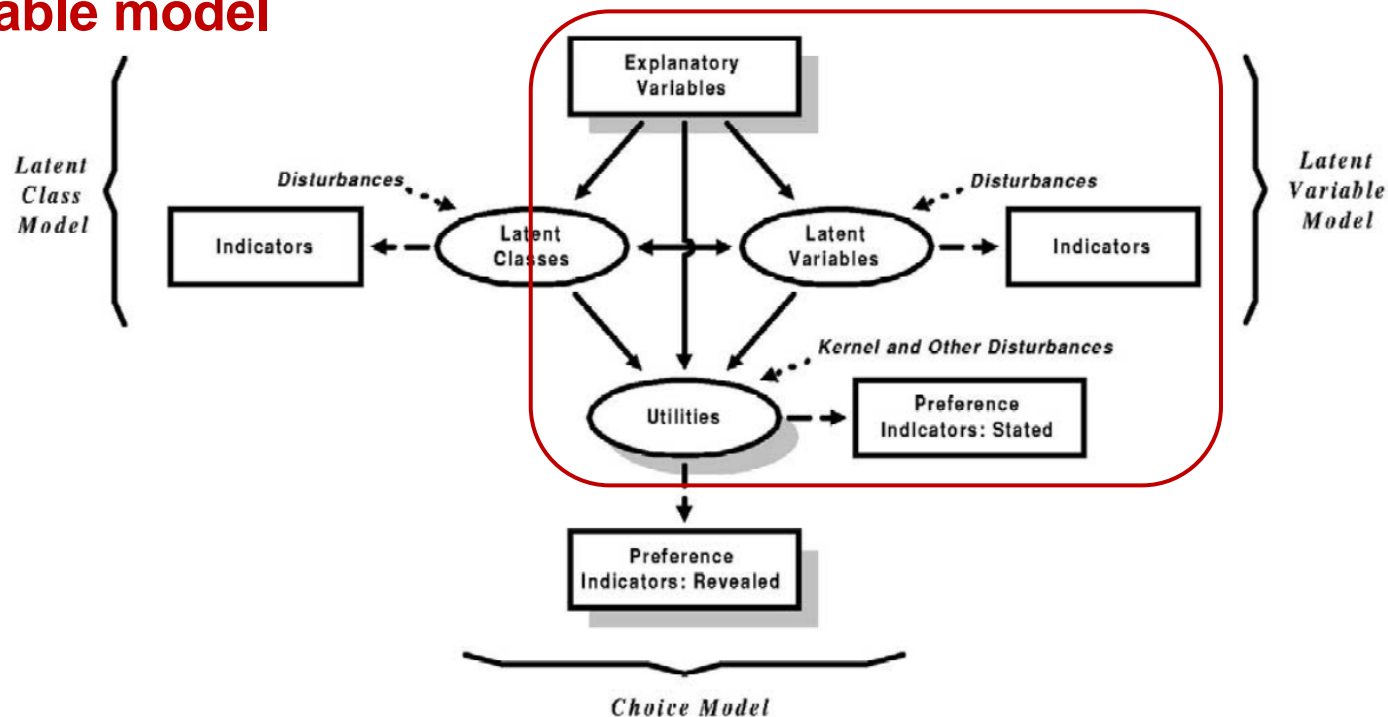 able model
Explanatory
Variables
Latent
Class
Model
Disturbances
Disturbances
Latent
Variable
Model
Indicators
Latent
Classes
Latent
Variables
Indicators
Kernel and Other Disturbances
Utilities
Preference
Indicators: Stated
Preference
Indicators: Revealed
Choice Model